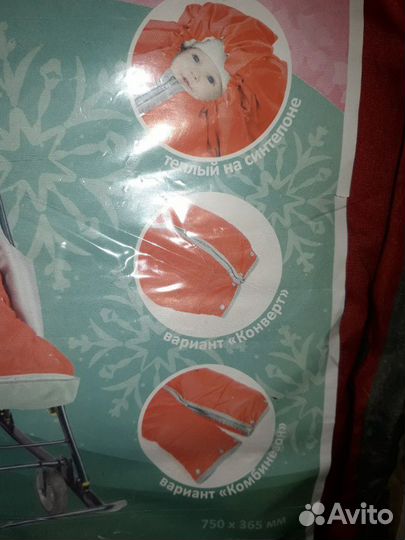 теплый на синтепоне
вариант «Конверт»
вариант «Комбинезон»
750 x 365 мм
Avito